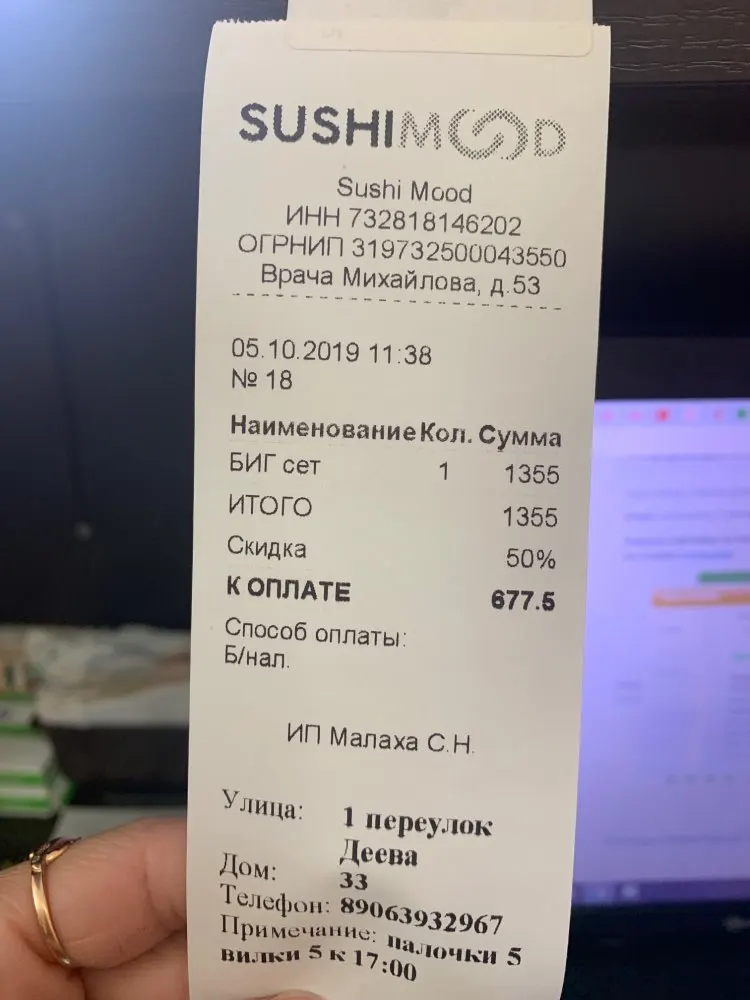 SUSHIMOOD
Sushi Mood
ИНН 732818146202
ОГРНИП 319732500043550
Врача Михайлова, д.53
05.10.2019 11:38
№ 18
Наименование Кол. Сумма
БИГ сет 1 1355
ИТОГО 1355
Скидка 50%
К ОПЛАТЕ 677.5
Способ оплаты:
Б/нал.
ИП Малаха С.Н.
Улица: 1 переулок
Деева
Дом: 33
Телефон: 89063932967
Примечание: палочки 5
вилки 5 к 17:00